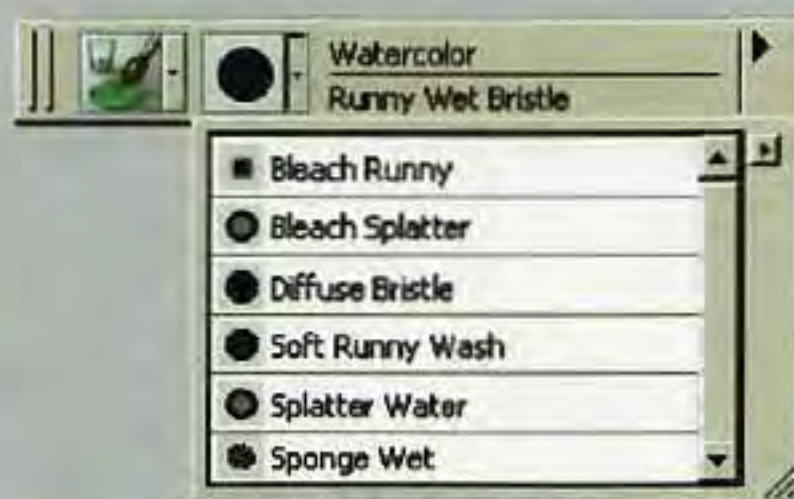 Watercolor
Runny Wet Bristle
Bleach Runny
Bleach Splatter
Diffuse Bristle
Soft Runny Wash
Splatter Water
Sponge Wet